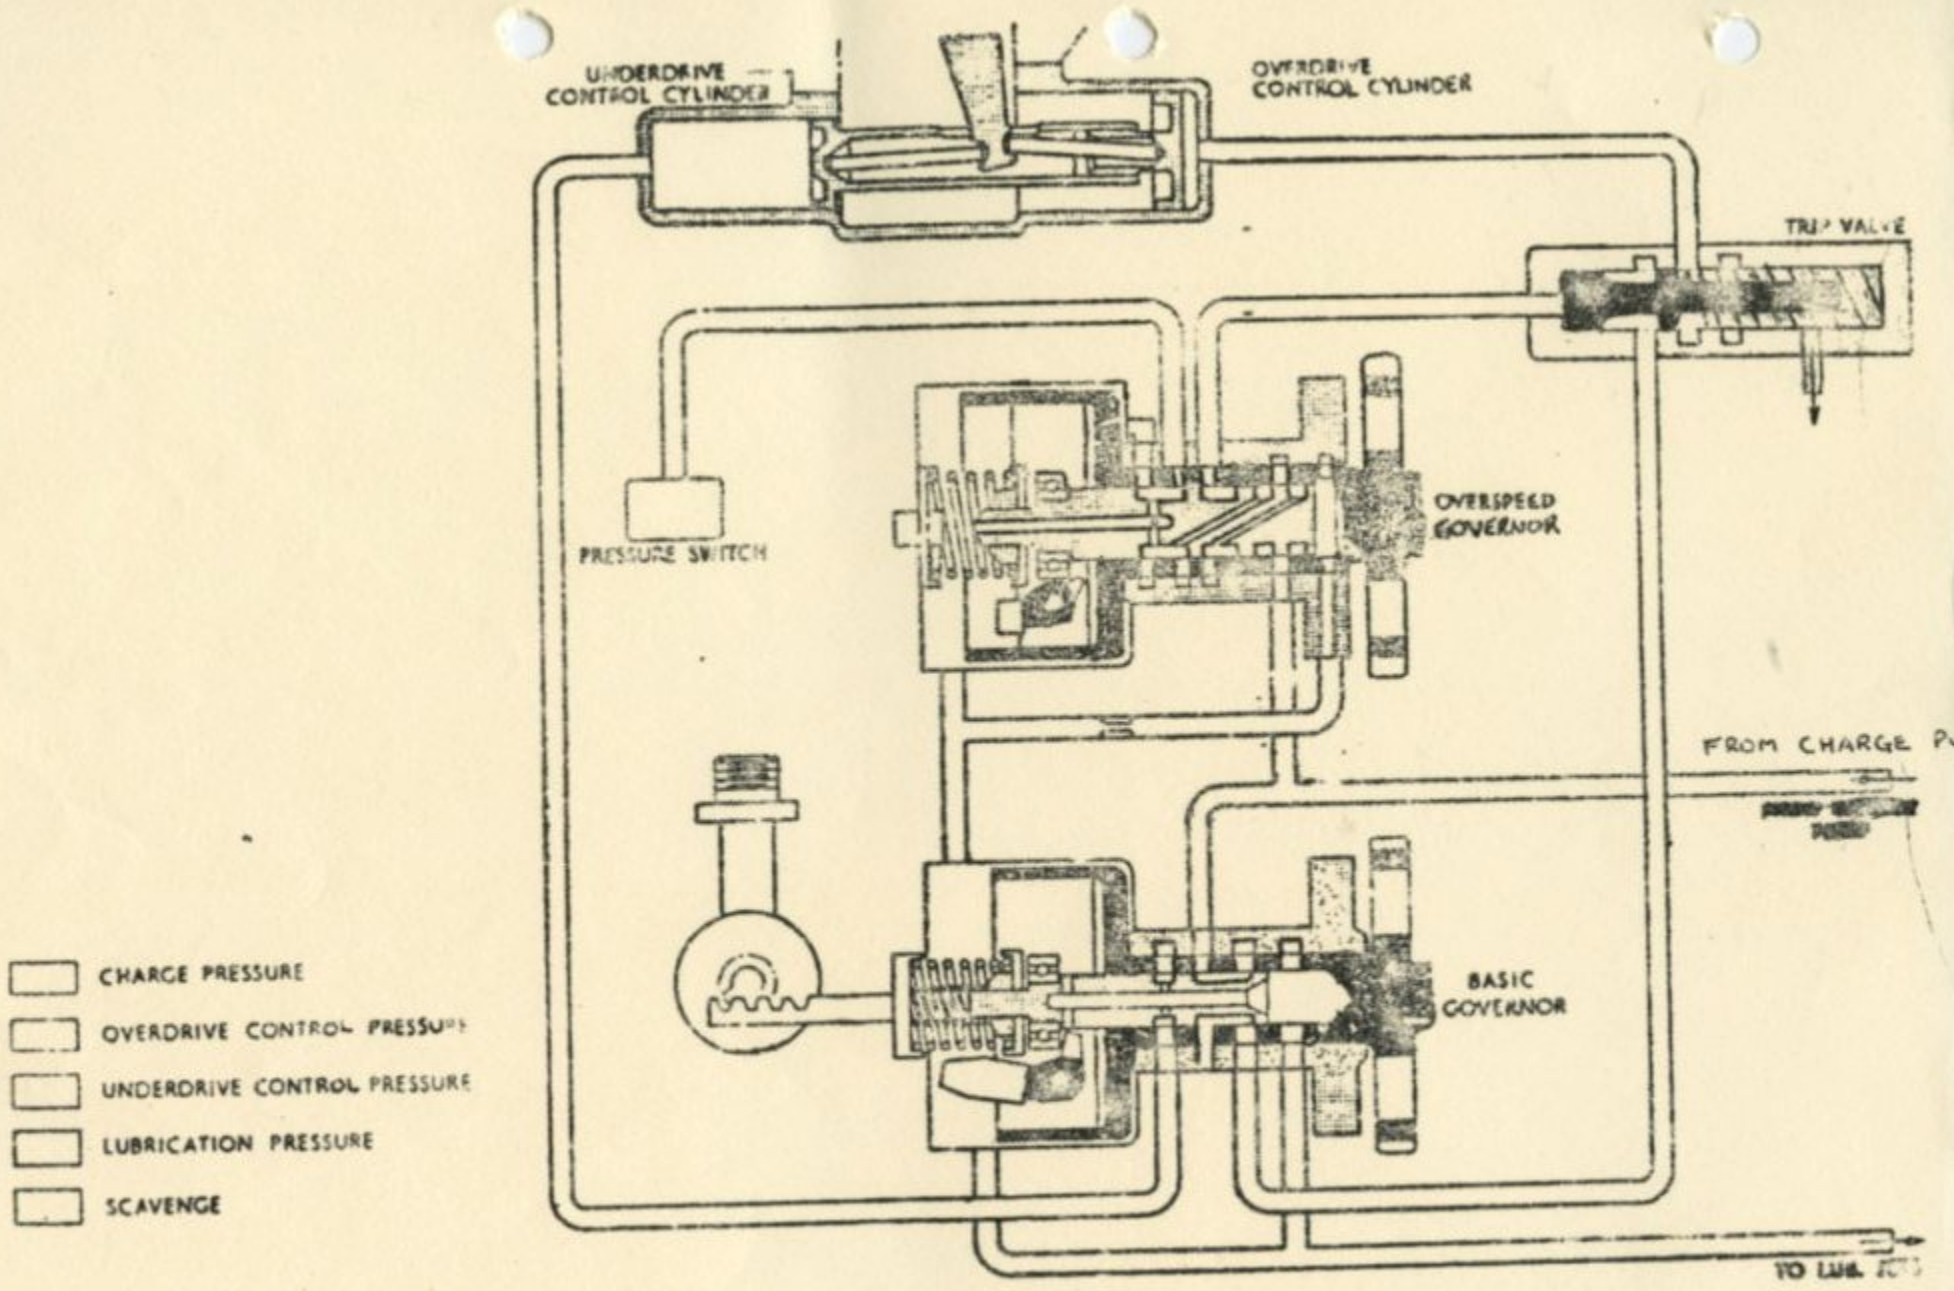 UNDERDRIVE
CONTROL CYLINDER
OVERDRIVE
CONTROL CYLINDER
TRIP VALVE
PRESSURE SWITCH
OVERSPEED
GOVERNOR
FROM CHARGE
BASIC
GOVERNOR
CHARGE PRESSURE
OVERDRIVE CONTROL PRESSURE
UNDERDRIVE CONTROL PRESSURE
LUBRICATION PRESSURE
SCAVENGE
TO LUB.